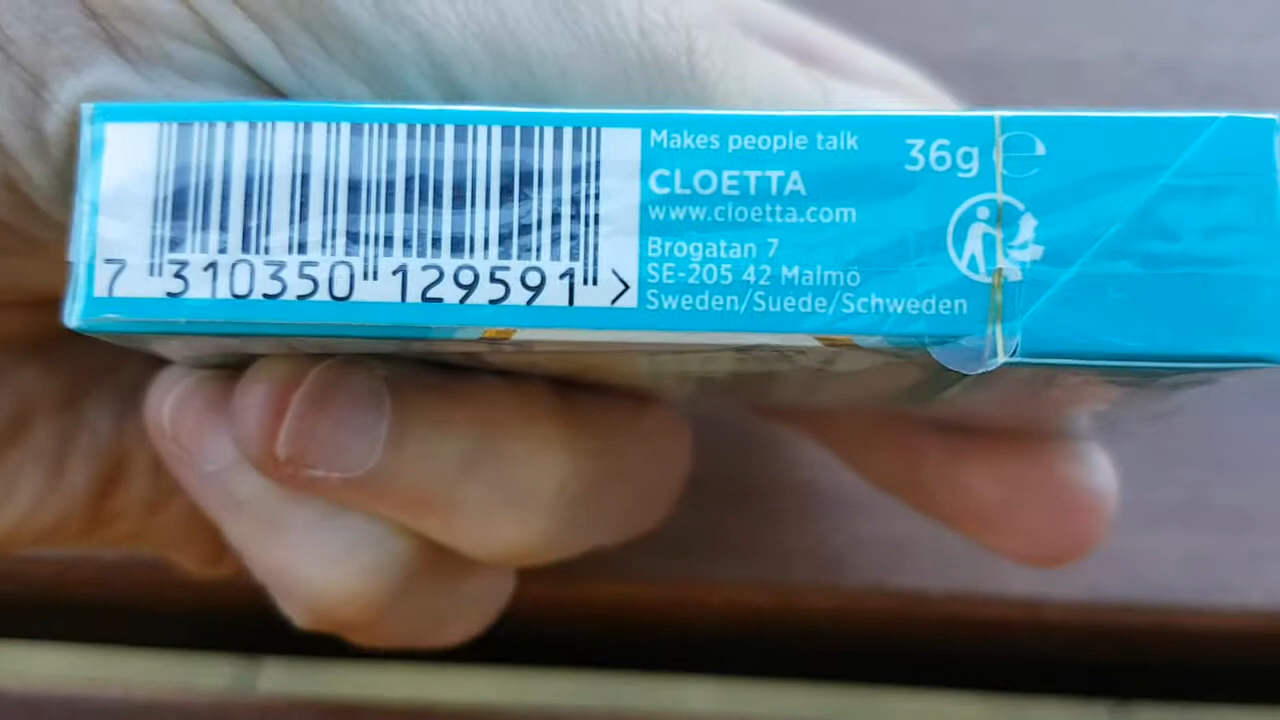 7 310350 129591 >
Makes people talk
CLOETTA
www.cloetta.com
Brogatan 7
SE-205 42 Malmö
Sweden/Suède/Schweden
36g ℮